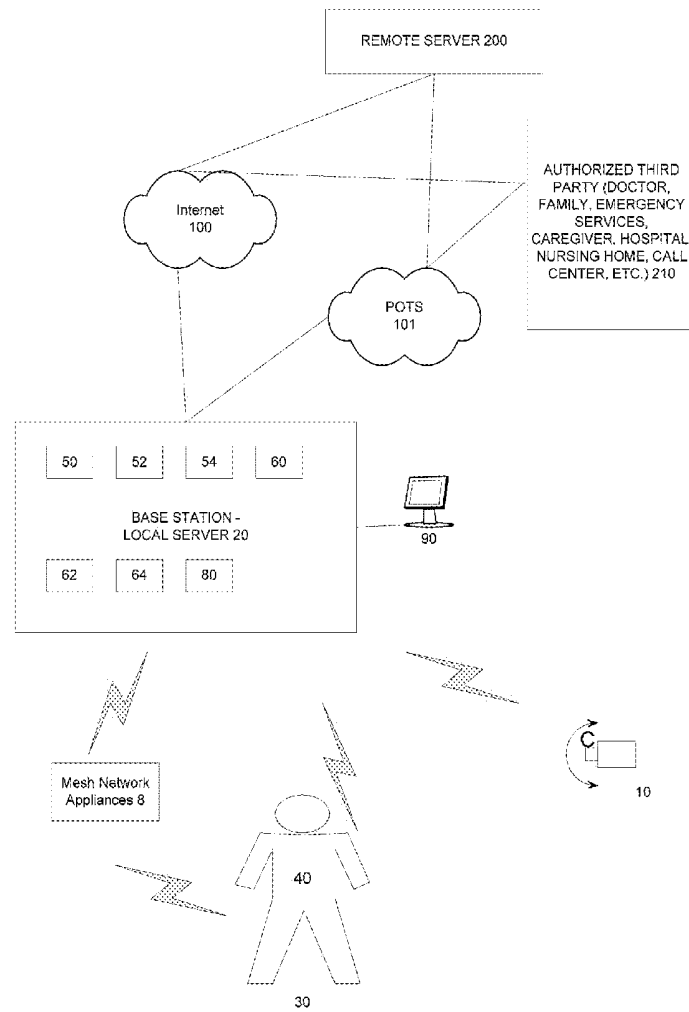 REMOTE SERVER 200
AUTHORIZED THIRD
PARTY (DOCTOR,
FAMILY, EMERGENCY
SERVICES,
CAREGIVER, HOSPITAL
NURSING HOME, CALL
CENTER, ETC.) 210
Internet
100
POTS
101
50
52
54
60
BASE STATION -
LOCAL SERVER 20
62
64
80
90
Mesh Network
Appliances 8
C
10
40
30